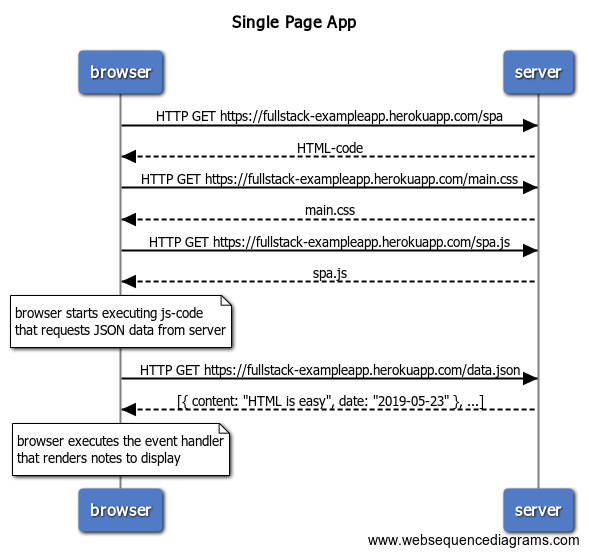 Single Page App
browser
server
HTTP GET https://fullstack-exampleapp.herokuapp.com/spa
HTML-code
HTTP GET https://fullstack-exampleapp.herokuapp.com/main.css
main.css
HTTP GET https://fullstack-exampleapp.herokuapp.com/spa.js
spa.js
browser starts executing js-code
that requests JSON data from server
HTTP GET https://fullstack-exampleapp.herokuapp.com/data.json
[{ content: "HTML is easy", date: "2019-05-23" }, ...]
browser executes the event handler
that renders notes to display
browser
server
www.websequencediagrams.com